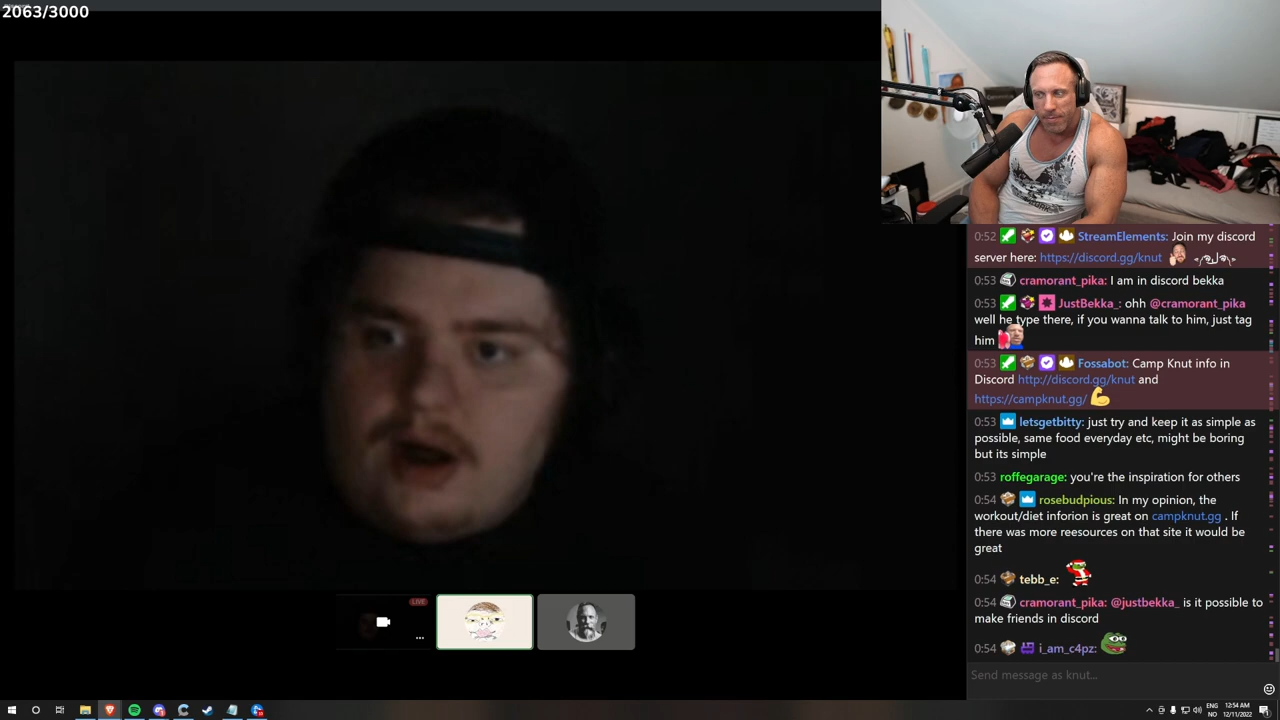 2063/3000
LIVE
0:52 StreamElements: Join my discord
server here: https://discord.gg/knut
0:53 cramorant_pika: I am in discord bekka
0:53 JustBekka_: ohh @cramorant_pika
well he type there, if you wanna talk to him, just tag
him
0:53 Fossabot: Camp Knut info in
Discord http://discord.gg/knut and
https://campknut.gg/
0:53 letsgetbitty: just try and keep it as simple as
possible, same food everyday etc, might be boring
but its simple
0:53 roffegarage: you're the inspiration for others
0:54 rosebudpious: In my opinion, the
workout/diet inforion is great on campknut.gg . If
there was more reesources on that site it would be
great
0:54 tebb_e:
0:54 cramorant_pika: @justbekka_ is it possible to
make friends in discord
0:54 i_am_c4pz:
Send message as knut...
ENG 12:54 AM
NO 12/11/2022